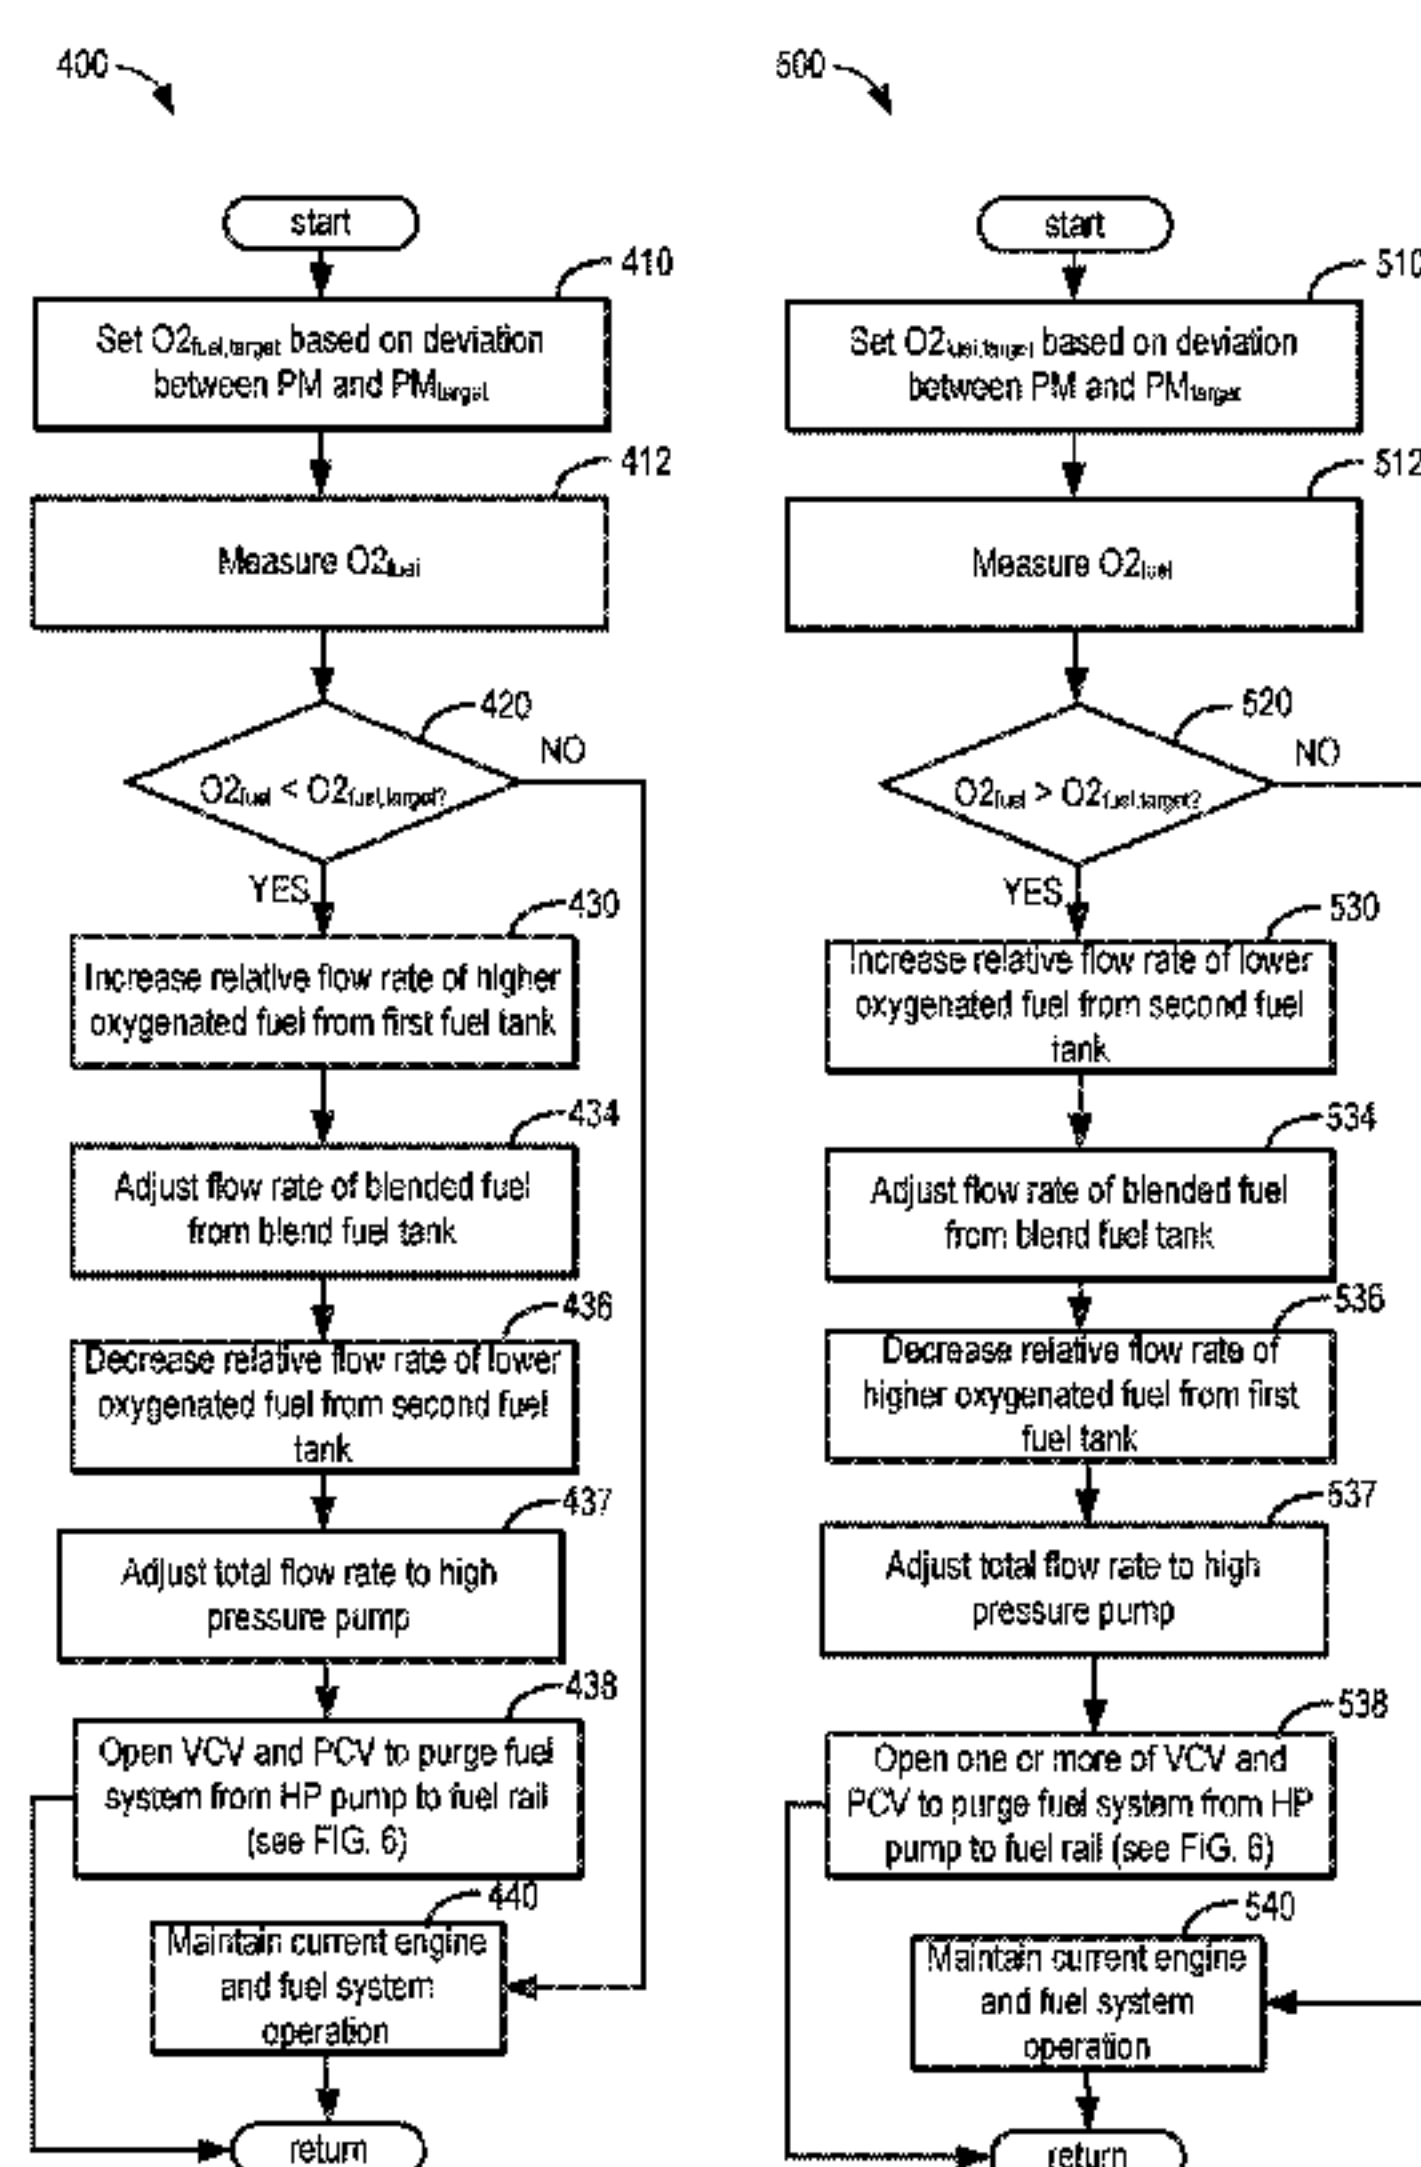 400
start
410
Set O2fuel,target based on deviation
between PM and PMtarget
412
Measure O2fuel
420
NO
O2fuel < O2fuel,target?
YES
430
Increase relative flow rate of higher
oxygenated fuel from first fuel tank
434
Adjust flow rate of blended fuel
from blend fuel tank
436
Decrease relative flow rate of lower
oxygenated fuel from second fuel
tank
437
Adjust total flow rate to high
pressure pump
438
Open VCV and PCV to purge fuel
system from HP pump to fuel rail
(see FIG. 6)
440
Maintain current engine
and fuel system
operation
return
500
start
510
Set O2fuel,target based on deviation
between PM and PMtarget
512
Measure O2fuel
520
NO
O2fuel > O2fuel,target?
YES
530
Increase relative flow rate of lower
oxygenated fuel from second fuel
tank
534
Adjust flow rate of blended fuel
from blend fuel tank
536
Decrease relative flow rate of
higher oxygenated fuel from first
fuel tank
537
Adjust total flow rate to high
pressure pump
538
Open one or more of VCV and
PCV to purge fuel system from HP
pump to fuel rail (see FIG. 6)
540
Maintain current engine
and fuel system
operation
return